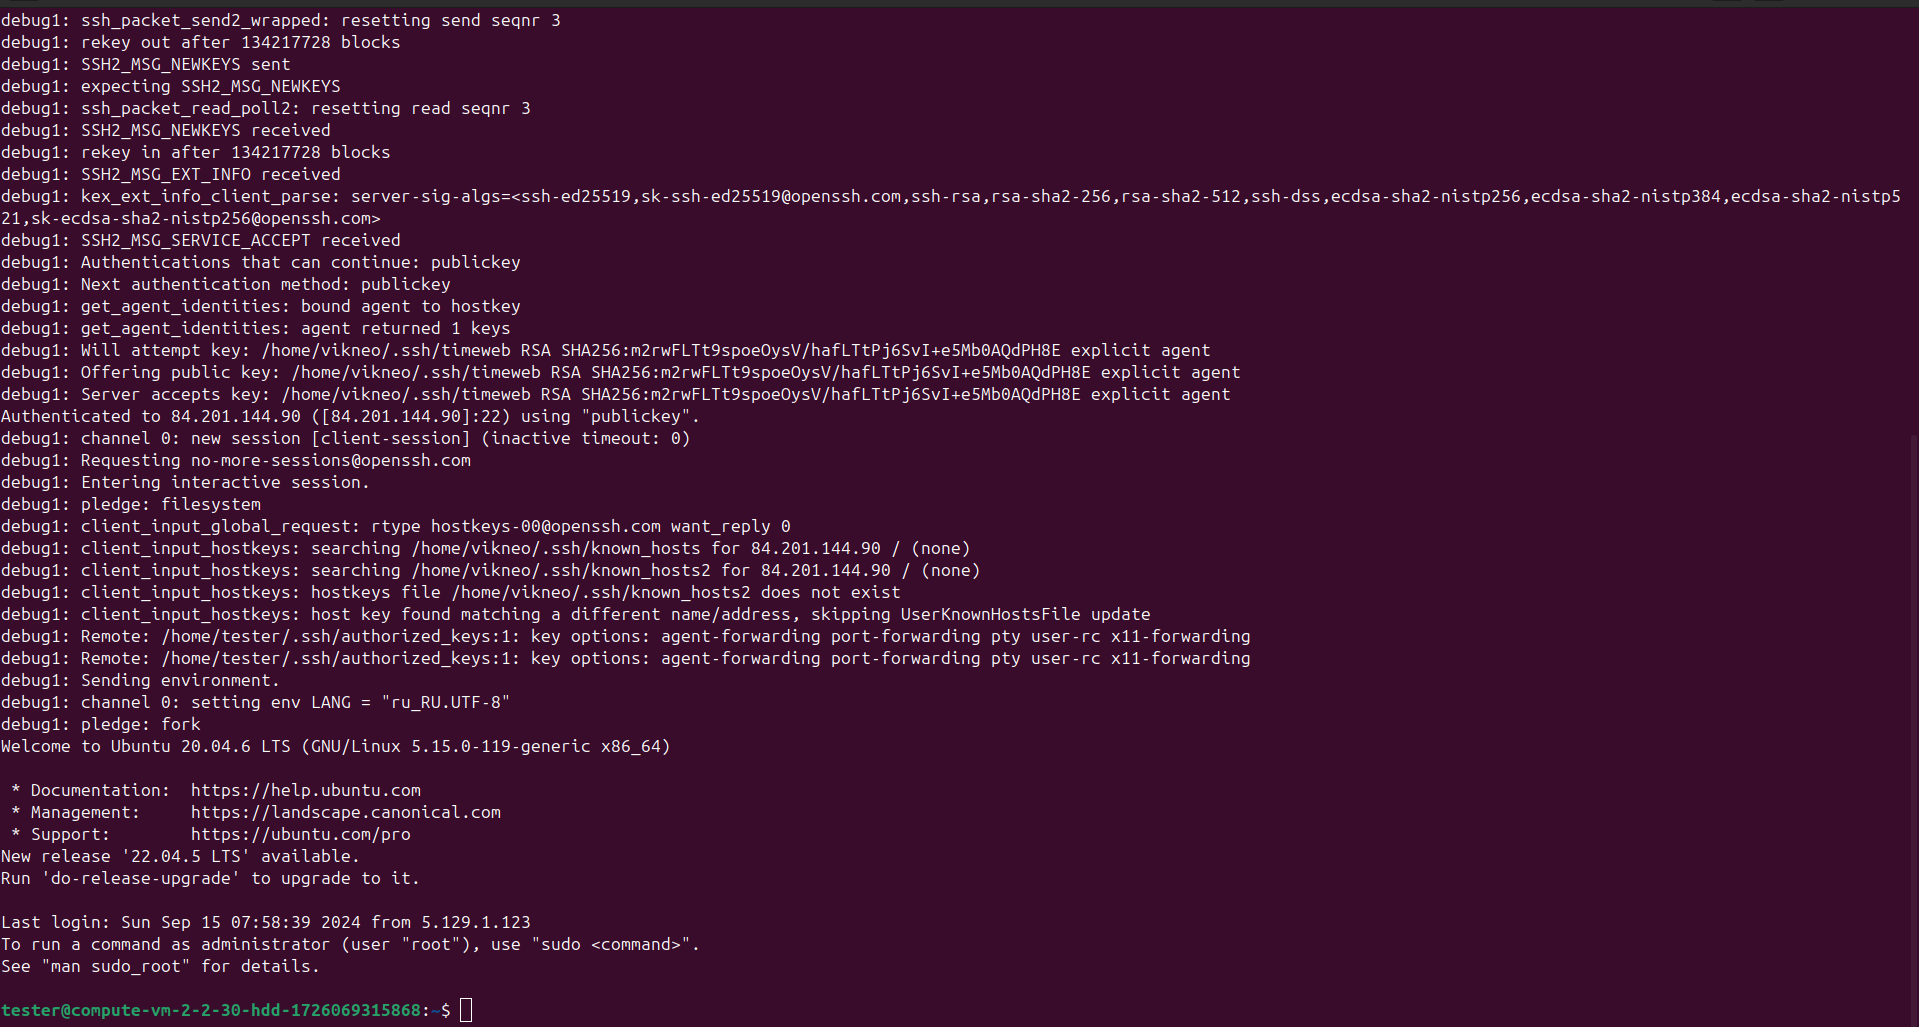 debug1: ssh_packet_send2_wrapped: resetting send seqnr 3
debug1: rekey out after 134217728 blocks
debug1: SSH2_MSG_NEWKEYS sent
debug1: expecting SSH2_MSG_NEWKEYS
debug1: ssh_packet_read_poll2: resetting read seqnr 3
debug1: SSH2_MSG_NEWKEYS received
debug1: rekey in after 134217728 blocks
debug1: SSH2_MSG_EXT_INFO received
debug1: kex_ext_info_client_parse: server-sig-algs=<ssh-ed25519,sk-ssh-ed25519@openssh.com,ssh-rsa,rsa-sha2-256,rsa-sha2-512,ssh-dss,ecdsa-sha2-nistp256,ecdsa-sha2-nistp384,ecdsa-sha2-nistp5
21,sk-ecdsa-sha2-nistp256@openssh.com>
debug1: SSH2_MSG_SERVICE_ACCEPT received
debug1: Authentications that can continue: publickey
debug1: Next authentication method: publickey
debug1: get_agent_identities: bound agent to hostkey
debug1: get_agent_identities: agent returned 1 keys
debug1: Will attempt key: /home/vikneo/.ssh/timeweb RSA SHA256:m2rwFLTt9spoeOysV/hafLTtPj6SvI+e5Mb0AQdPH8E explicit agent
debug1: Offering public key: /home/vikneo/.ssh/timeweb RSA SHA256:m2rwFLTt9spoeOysV/hafLTtPj6SvI+e5Mb0AQdPH8E explicit agent
debug1: Server accepts key: /home/vikneo/.ssh/timeweb RSA SHA256:m2rwFLTt9spoeOysV/hafLTtPj6SvI+e5Mb0AQdPH8E explicit agent
Authenticated to 84.201.144.90 ([84.201.144.90]:22) using "publickey".
debug1: channel 0: new session [client-session] (inactive timeout: 0)
debug1: Requesting no-more-sessions@openssh.com
debug1: Entering interactive session.
debug1: pledge: filesystem
debug1: client_input_global_request: rtype hostkeys-00@openssh.com want_reply 0
debug1: client_input_hostkeys: searching /home/vikneo/.ssh/known_hosts for 84.201.144.90 / (none)
debug1: client_input_hostkeys: searching /home/vikneo/.ssh/known_hosts2 for 84.201.144.90 / (none)
debug1: client_input_hostkeys: hostkeys file /home/vikneo/.ssh/known_hosts2 does not exist
debug1: client_input_hostkeys: host key found matching a different name/address, skipping UserKnownHostsFile update
debug1: Remote: /home/tester/.ssh/authorized_keys:1: key options: agent-forwarding port-forwarding pty user-rc x11-forwarding
debug1: Remote: /home/tester/.ssh/authorized_keys:1: key options: agent-forwarding port-forwarding pty user-rc x11-forwarding
debug1: Sending environment.
debug1: channel 0: setting env LANG = "ru_RU.UTF-8"
debug1: pledge: fork
Welcome to Ubuntu 20.04.6 LTS (GNU/Linux 5.15.0-119-generic x86_64)

 * Documentation:  https://help.ubuntu.com
 * Management:     https://landscape.canonical.com
 * Support:        https://ubuntu.com/pro
New release '22.04.5 LTS' available.
Run 'do-release-upgrade' to upgrade to it.

Last login: Sun Sep 15 07:58:39 2024 from 5.129.1.123
To run a command as administrator (user "root"), use "sudo <command>".
See "man sudo_root" for details.

tester@compute-vm-2-2-30-hdd-1726069315868:~$